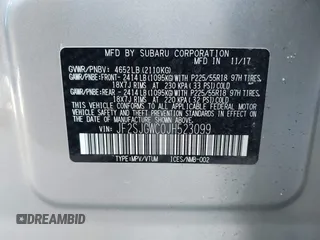 MFD BY SUBARU CORPORATION 11/17
GVWR/PNBV: 4652LB (2110KG)
GAWR/PNBE:FRONT- 2414LB(1095KG)WITH P225/55R18 97H TIRES,
18X7J RIMS AT 230 KPA (33 PSI)COLD
GAWR/PNBE:REAR - 2414LB(1095KG)WITH P225/55R18 97H TIRES,
18X7J RIMS AT 220 KPA (32 PSI)COLD
THIS VEHICLE CONFORMS TO ALL APPLICABLE
FEDERAL MOTOR VEHICLE SAFETY, BUMPER, AND
THEFT PREVENTION STANDARDS IN EFFECT ON
THE DATE OF MANUFACTURE SHOWN ABOVE.
VIN: JF2SJGWC0JH523099
TYPE:MPV/VTUM ICES/NMB-002
DREAMBID